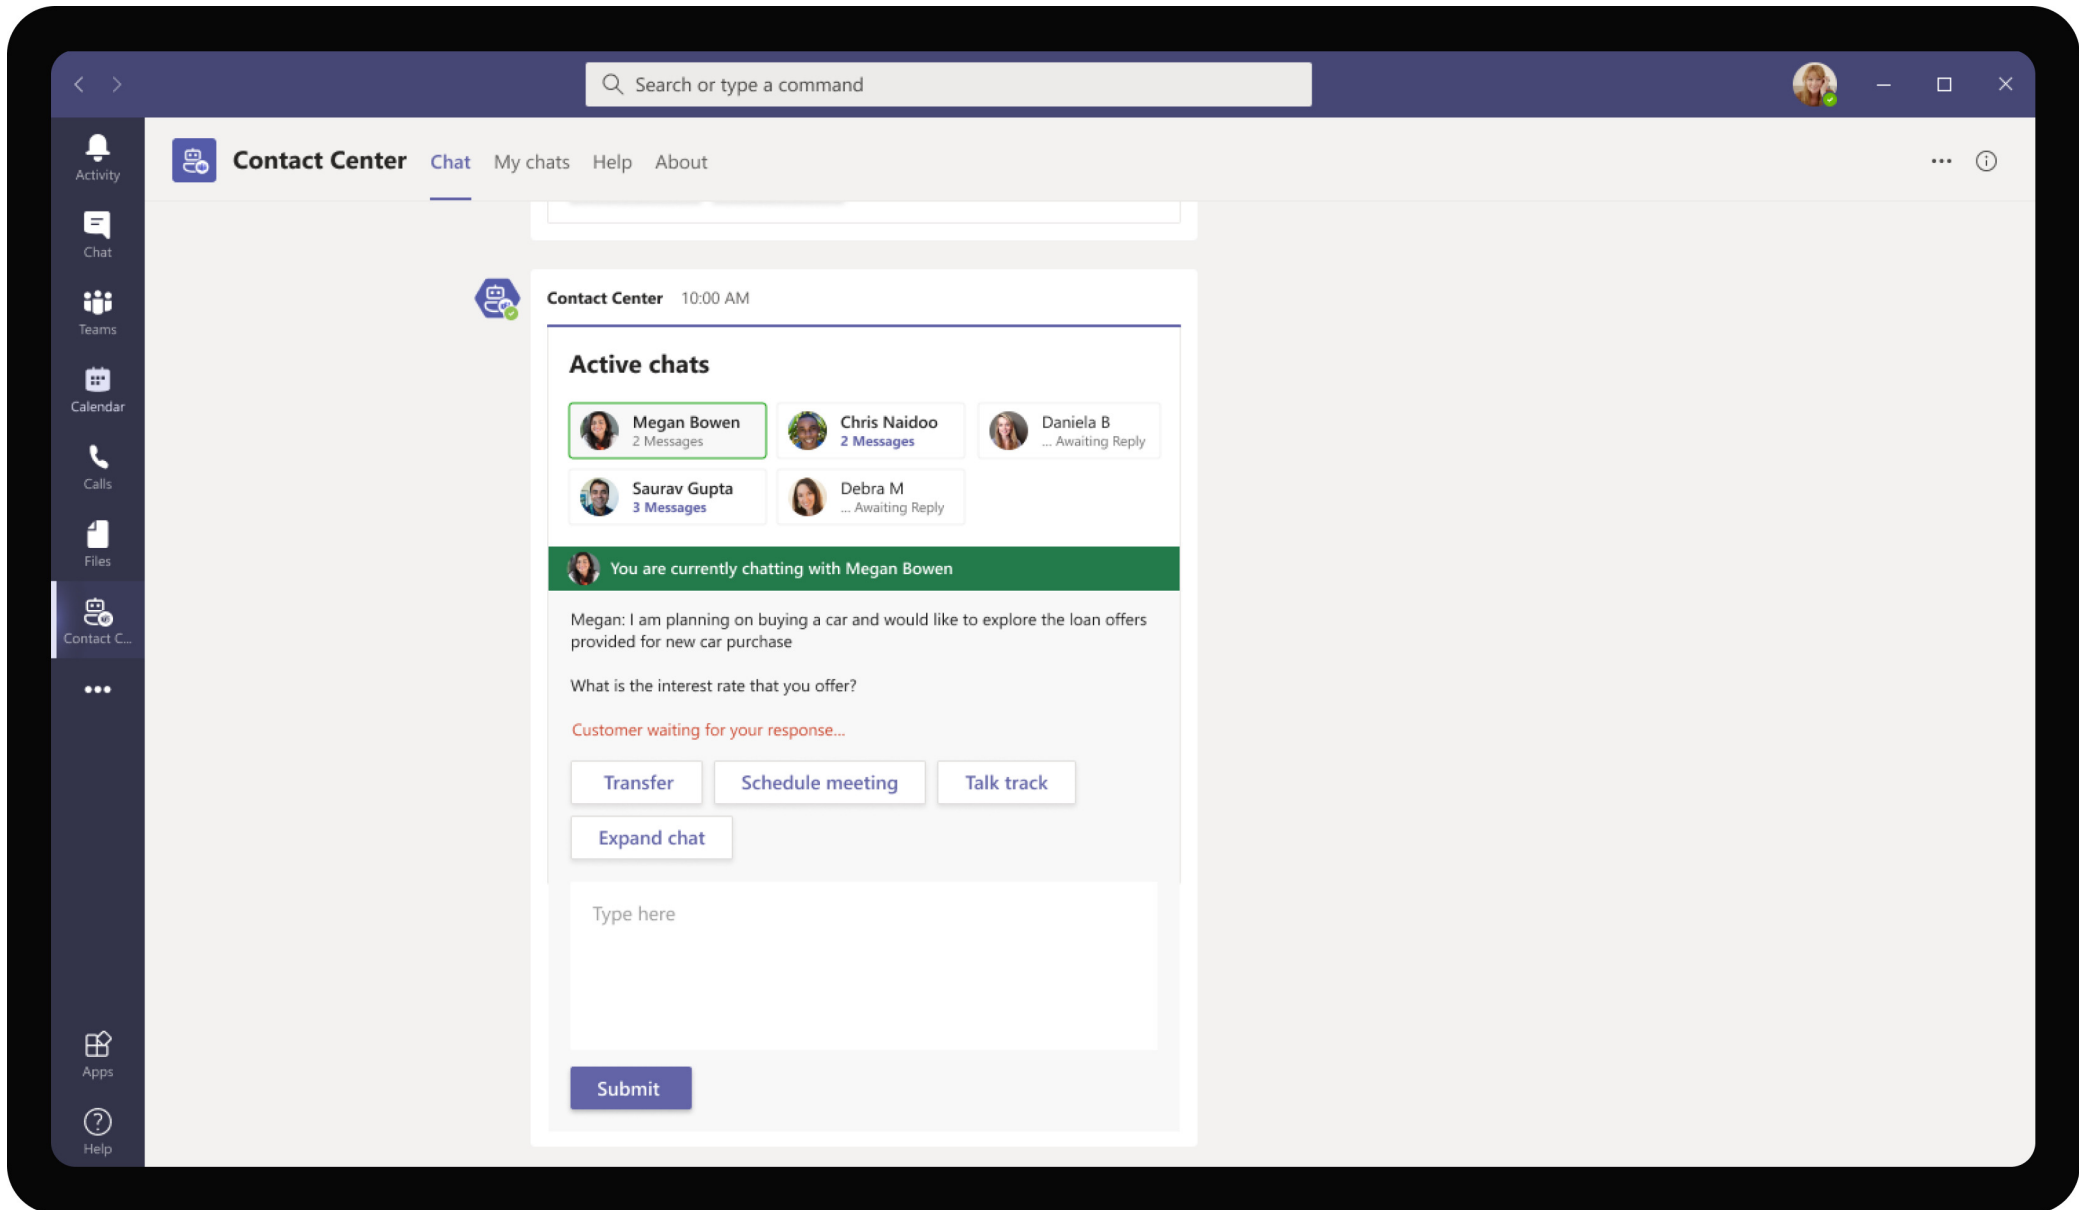 Search or type a command
Activity
Chat
Teams
Calendar
Calls
Files
Contact C...
Apps
Help
Contact Center Chat My chats Help About
Contact Center 10:00 AM
Active chats
Megan Bowen
2 Messages
Chris Naidoo
2 Messages
Daniela B
... Awaiting Reply
Saurav Gupta
3 Messages
Debra M
... Awaiting Reply
You are currently chatting with Megan Bowen
Megan: I am planning on buying a car and would like to explore the loan offers
provided for new car purchase
What is the interest rate that you offer?
Customer waiting for your response...
Transfer Schedule meeting Talk track
Expand chat
Type here
Submit